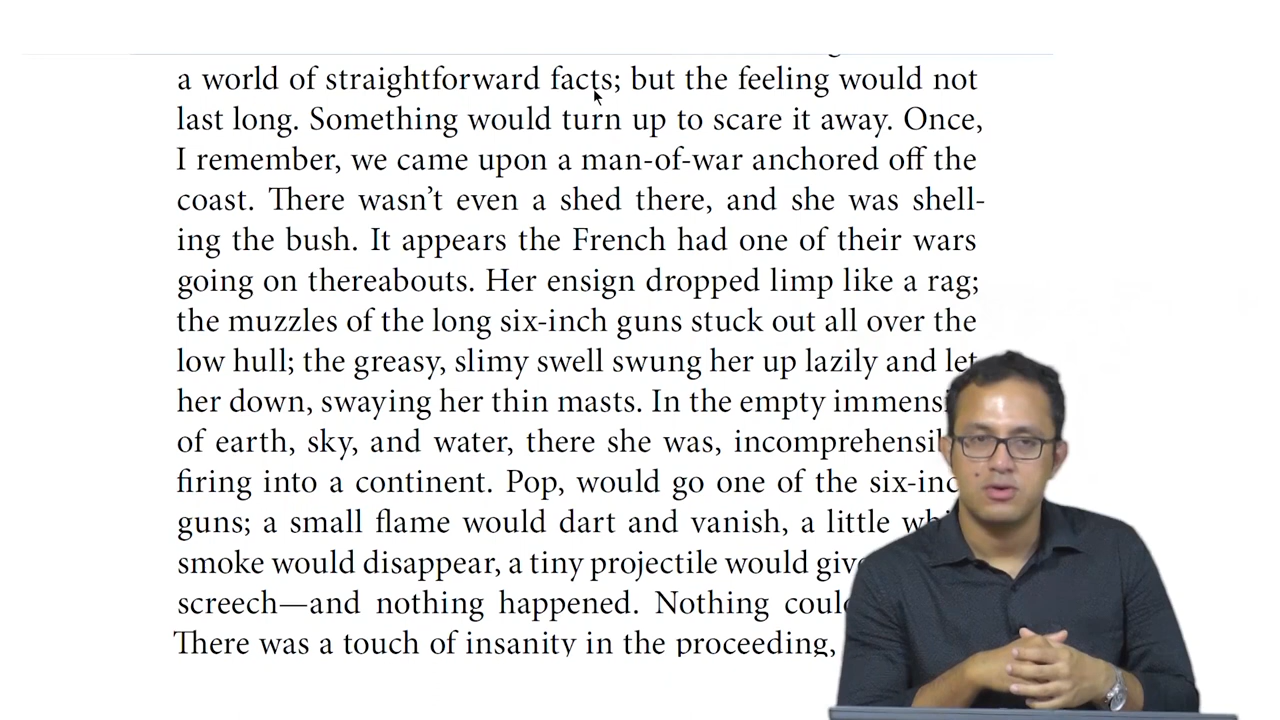 a world of straightforward facts; but the feeling would not
last long. Something would turn up to scare it away. Once,
I remember, we came upon a man-of-war anchored off the
coast. There wasn't even a shed there, and she was shell-
ing the bush. It appears the French had one of their wars
going on thereabouts. Her ensign dropped limp like a rag;
the muzzles of the long six-inch guns stuck out all over the
low hull; the greasy, slimy swell swung her up lazily and let
her down, swaying her thin masts. In the empty
of earth, sky, and water, there she was,
firing into a continent. Pop, would go one of the
guns; a small flame would dart and vanish, a little
smoke would disappear, a tiny projectile would
screech—and nothing happened. Nothing
There was a touch of insanity in the proceeding,